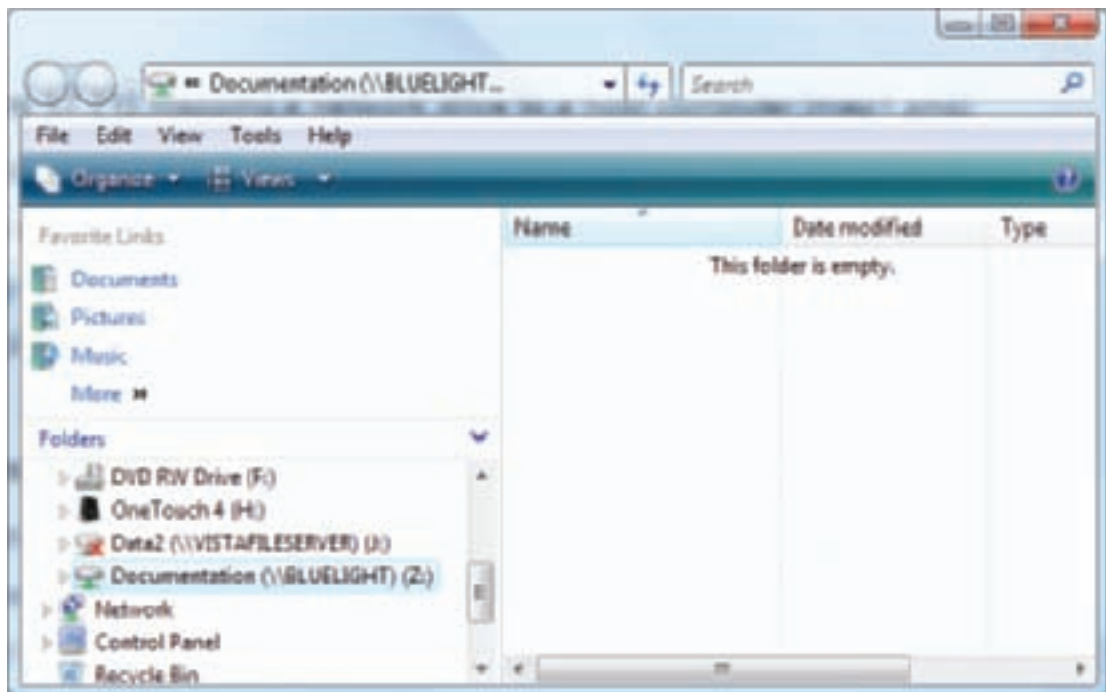 Documentation (\\BLUELIGHT...
Search
File Edit View Tools Help
Organize Views
Favorite Links
Documents
Pictures
Music
More »
Folders
DVD RW Drive (F:)
OneTouch 4 (H:)
Data2 (\\VISTAFILESERVER) (J:)
Documentation (\\BLUELIGHT) (Z:)
Network
Control Panel
Recycle Bin
Name Date modified Type
This folder is empty.